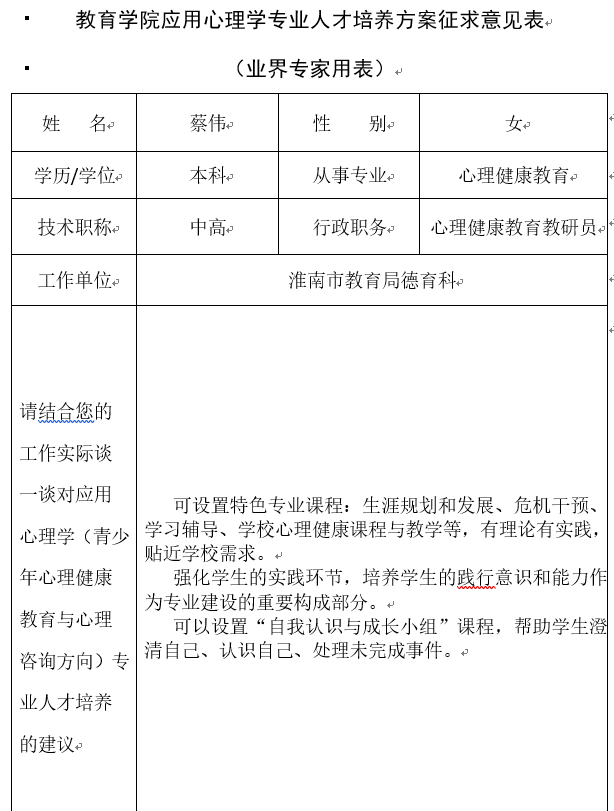 教育学院应用心理学专业人才培养方案征求意见表
（业界专家用表）
姓 名 蔡伟 性 别 女
学历/学位 本科 从事专业 心理健康教育
技术职称 中高 行政职务 心理健康教育教研员
工作单位 淮南市教育局德育科
请结合您的
工作实际谈
一谈对应用
心理学（青少
年心理健康
教育与心理
咨询方向）专
业人才培养
的建议
可设置特色专业课程：生涯规划和发展、危机干预、
学习辅导、学校心理健康课程与教学等，有理论有实践，
贴近学校需求。
强化学生的实践环节，培养学生的践行意识和能力作
为专业建设的重要构成部分。
可以设置“自我认识与成长小组”课程，帮助学生澄
清自己、认识自己、处理未完成事件。